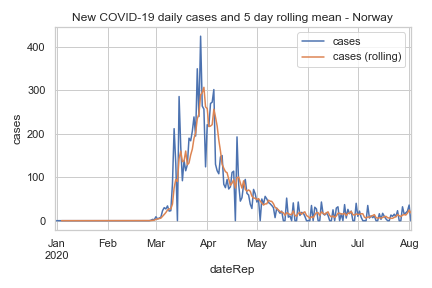 New COVID-19 daily cases and 5 day rolling mean - Norway
cases
cases (rolling)
400
300
200
100
0
cases
Jan Feb Mar Apr May Jun Jul Aug
2020
dateRep